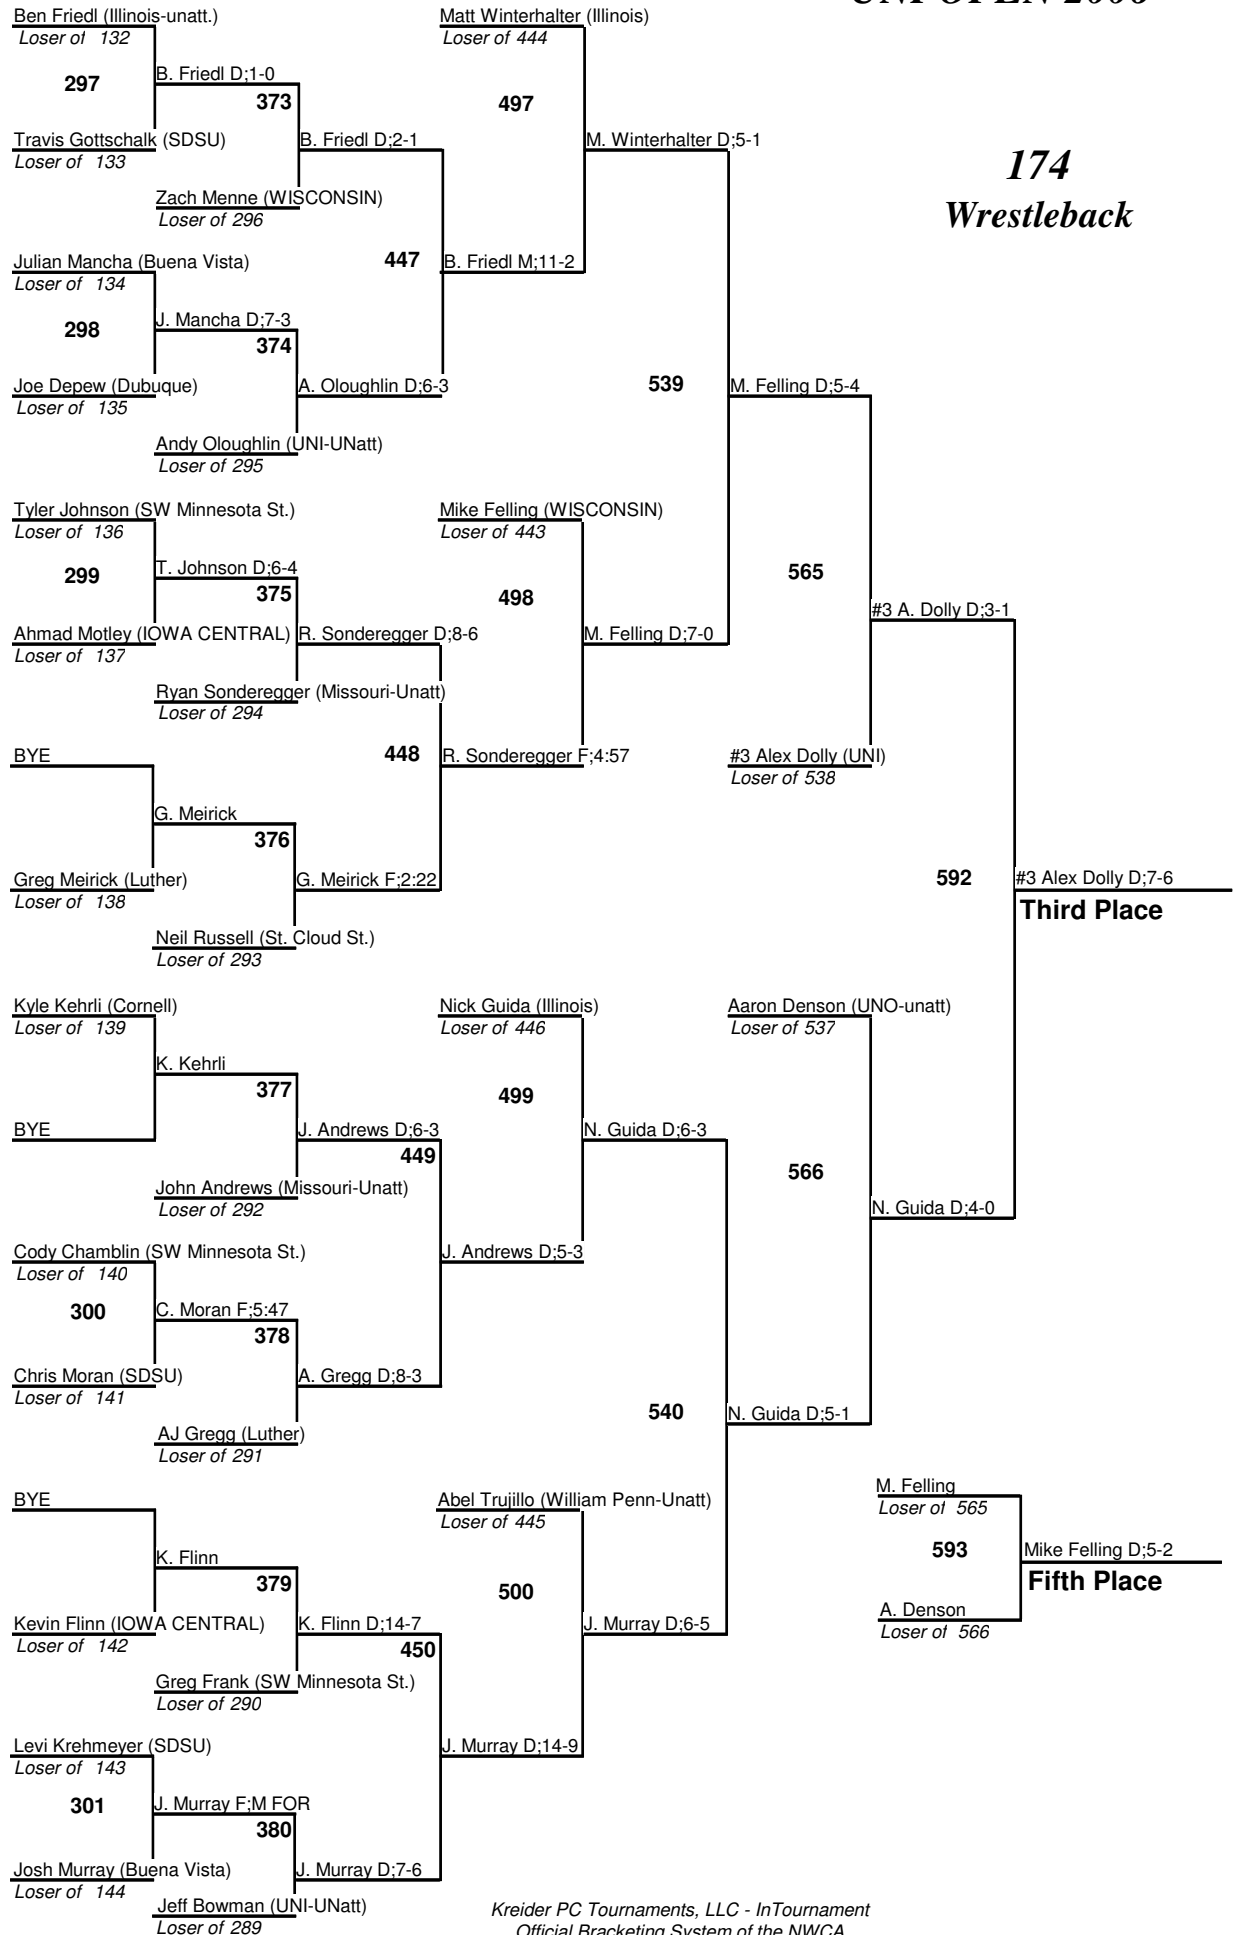 Ben Friedl (Illinois-unatt.)
Loser of 132
297
B. Friedl D;1-0
373
Travis Gottschalk (SDSU)
Loser of 133
B. Friedl D;2-1
Zach Menne (WISCONSIN)
Loser of 296
Julian Mancha (Buena Vista)
Loser of 134
447
B. Friedl M;11-2
298
J. Mancha D;7-3
374
Joe Depew (Dubuque)
Loser of 135
A. Oloughlin D;6-3
Andy Oloughlin (UNI-UNatt)
Loser of 295
Matt Winterhalter (Illinois)
Loser of 444
497
M. Winterhalter D;5-1
174
Wrestleback
539
M. Felling D;5-4
Tyler Johnson (SW Minnesota St.)
Loser of 136
299
T. Johnson D;6-4
375
Ahmad Motley (IOWA CENTRAL)
Loser of 137
R. Sonderegger D;8-6
Ryan Sonderegger (Missouri-Unatt)
Loser of 294
Mike Felling (WISCONSIN)
Loser of 443
498
M. Felling D;7-0
565
#3 A. Dolly D;3-1
BYE
448
R. Sonderegger F;4:57
#3 Alex Dolly (UNI)
Loser of 538
G. Meirick
376
Greg Meirick (Luther)
Loser of 138
G. Meirick F;2:22
Neil Russell (St. Cloud St.)
Loser of 293
592
#3 Alex Dolly D;7-6
Third Place
Kyle Kehrli (Cornell)
Loser of 139
K. Kehrli
377
BYE
J. Andrews D;6-3
449
John Andrews (Missouri-Unatt)
Loser of 292
Nick Guida (Illinois)
Loser of 446
499
N. Guida D;6-3
Aaron Denson (UNO-unatt)
Loser of 537
566
N. Guida D;4-0
Cody Chamblin (SW Minnesota St.)
Loser of 140
J. Andrews D;5-3
300
C. Moran F;5:47
378
Chris Moran (SDSU)
Loser of 141
A. Gregg D;8-3
AJ Gregg (Luther)
Loser of 291
540
N. Guida D;5-1
BYE
Abel Trujillo (William Penn-Unatt)
Loser of 445
K. Flinn
379
500
Kevin Flinn (IOWA CENTRAL)
Loser of 142
K. Flinn D;14-7
450
J. Murray D;6-5
Greg Frank (SW Minnesota St.)
Loser of 290
Levi Krehmeyer (SDSU)
Loser of 143
J. Murray D;14-9
301
J. Murray F;M FOR
380
Josh Murray (Buena Vista)
Loser of 144
J. Murray D;7-6
Jeff Bowman (UNI-UNatt)
Loser of 289
M. Felling
Loser of 565
593
Mike Felling D;5-2
Fifth Place
A. Denson
Loser of 566
Kreider PC Tournaments, LLC - InTournament
Official Bracketing System of the NWCA